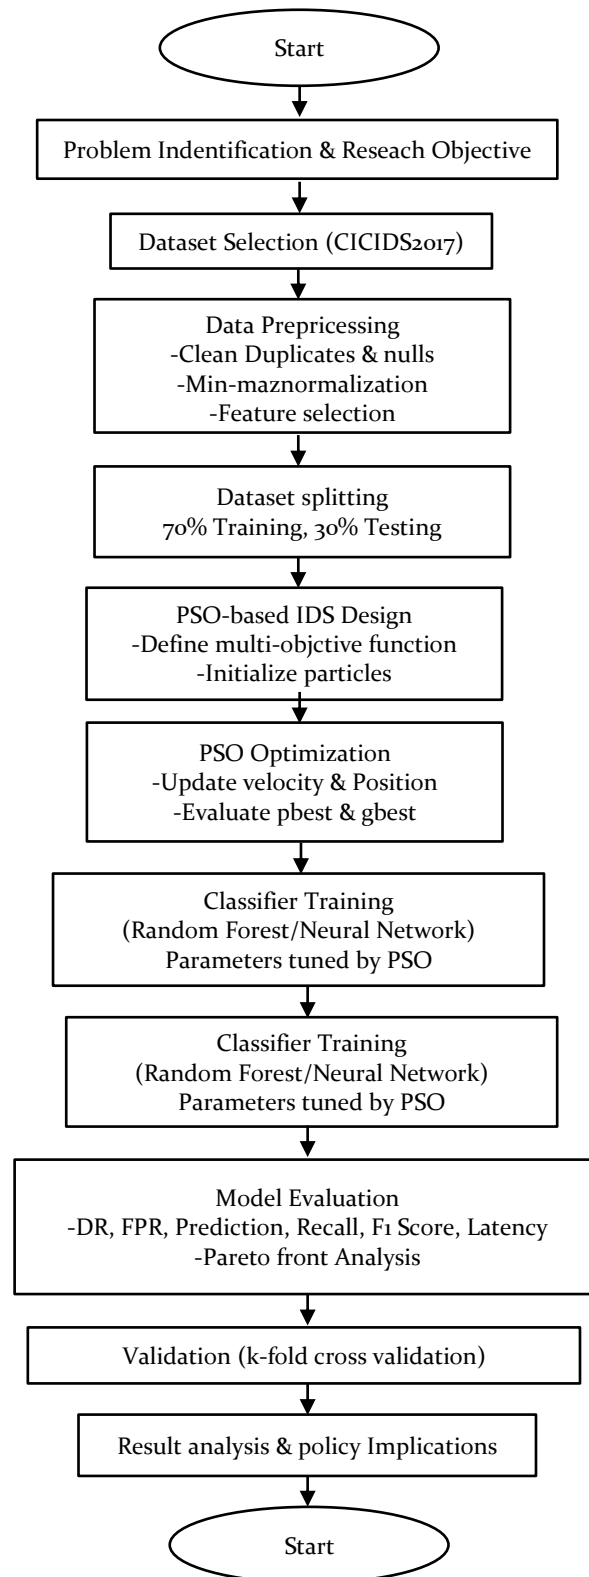 Start
Problem Indentification & Reseach Objective
Dataset Selection (CICIDS2017)
Data Prepricessing
-Clean Duplicates & nulls
-Min-maznormalization
-Feature selection
Dataset splitting
70% Training, 30% Testing
PSO-based IDS Design
-Define multi-objctive function
-Initialize particles
PSO Optimization
-Update velocity & Position
-Evaluate pbest & gbest
Classifier Training
(Random Forest/Neural Network)
Parameters tuned by PSO
Classifier Training
(Random Forest/Neural Network)
Parameters tuned by PSO
Model Evaluation
-DR, FPR, Prediction, Recall, F1 Score, Latency
-Pareto front Analysis
Validation (k-fold cross validation)
Result analysis & policy Implications
Start